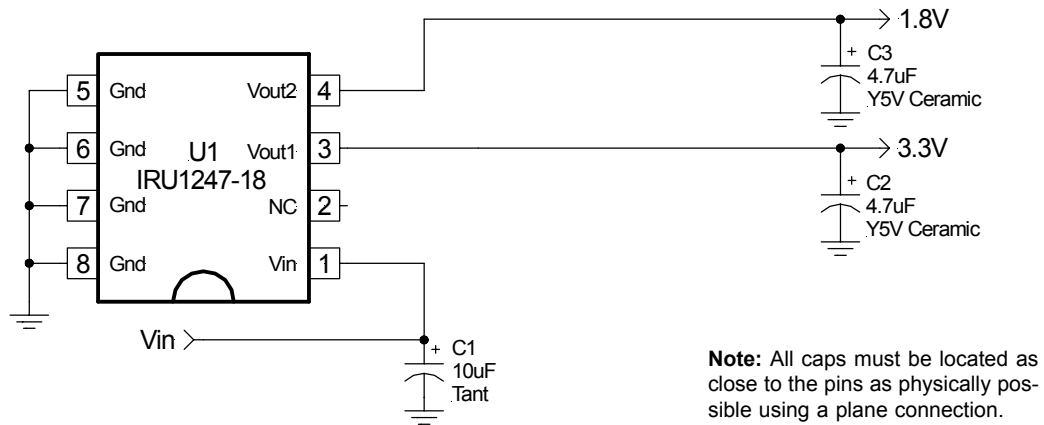 1.8V
C3
+
4.7uF
Y5V Ceramic
5 Gnd Vout2 4
6 Gnd Vout1 3
U1
IRU1247-18
3.3V
7 Gnd NC 2
+ C2
4.7uF
Y5V Ceramic
8 Gnd Vin 1
Vin
+ C1
10uF
Tant
Note: All caps must be located as
close to the pins as physically pos-
sible using a plane connection.